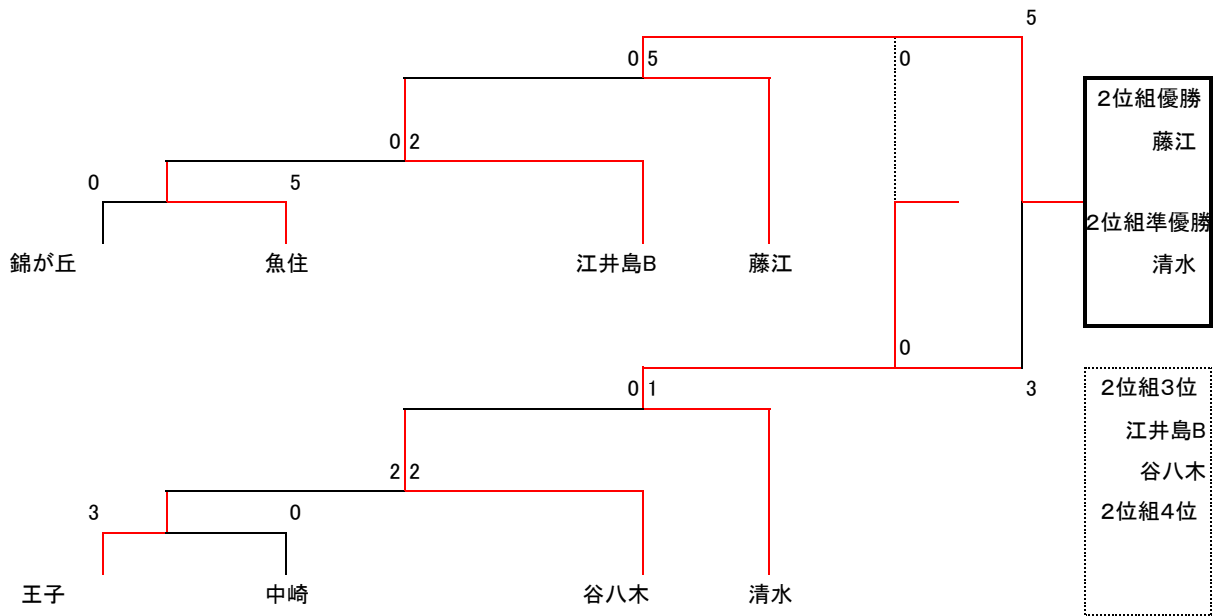 5
0 5
0
2位組優勝
藤江
0 2
0
5
2位組準優勝
錦が丘
魚住
江井島B
藤江
清水
0
0 1
3
2位組3位
江井島B
2 2
谷八木
3
0
2位組4位
王子
中崎
谷八木
清水